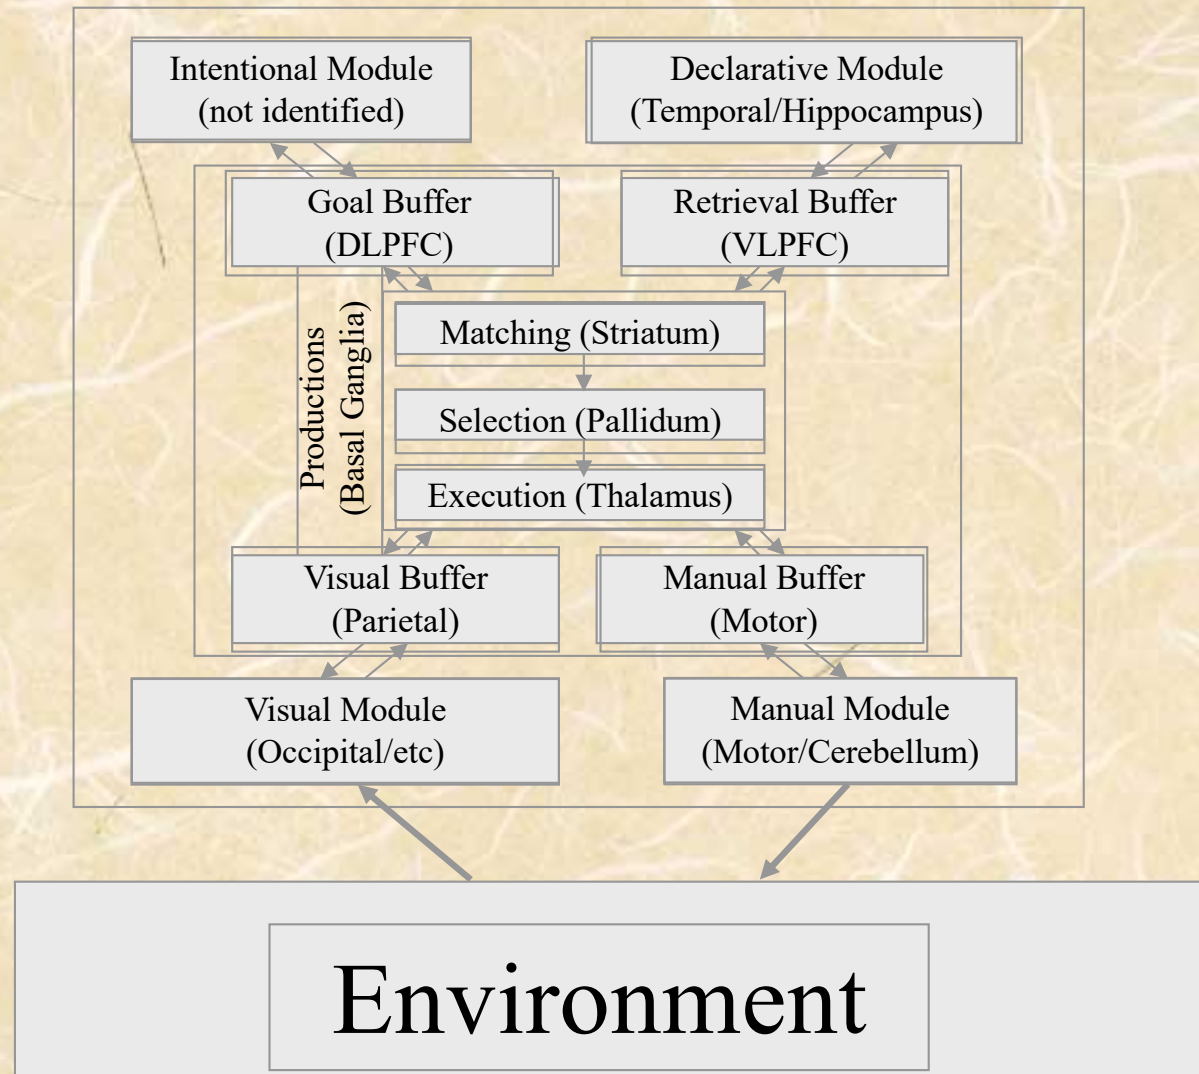 Intentional Module
(not identified)
Declarative Module
(Temporal/Hippocampus)
Goal Buffer
(DLPFC)
Retrieval Buffer
(VLPFC)
Productions
(Basal Ganglia)
Matching (Striatum)
Selection (Pallidum)
Execution (Thalamus)
Visual Buffer
(Parietal)
Manual Buffer
(Motor)
Visual Module
(Occipital/etc)
Manual Module
(Motor/Cerebellum)
Environment